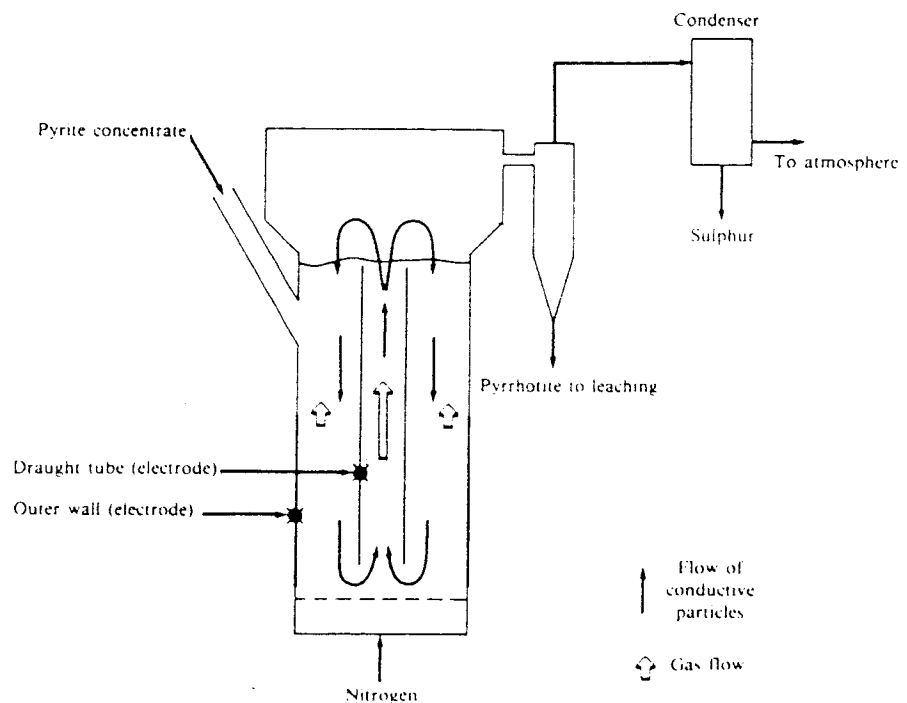 Condenser
Pyrite concentrate
To atmosphere
Sulphur
Pyrrhotite to leaching
Draught tube (electrode)
Outer wall (electrode)
Flow of
conductive
particles
Gas flow
Nitrogen